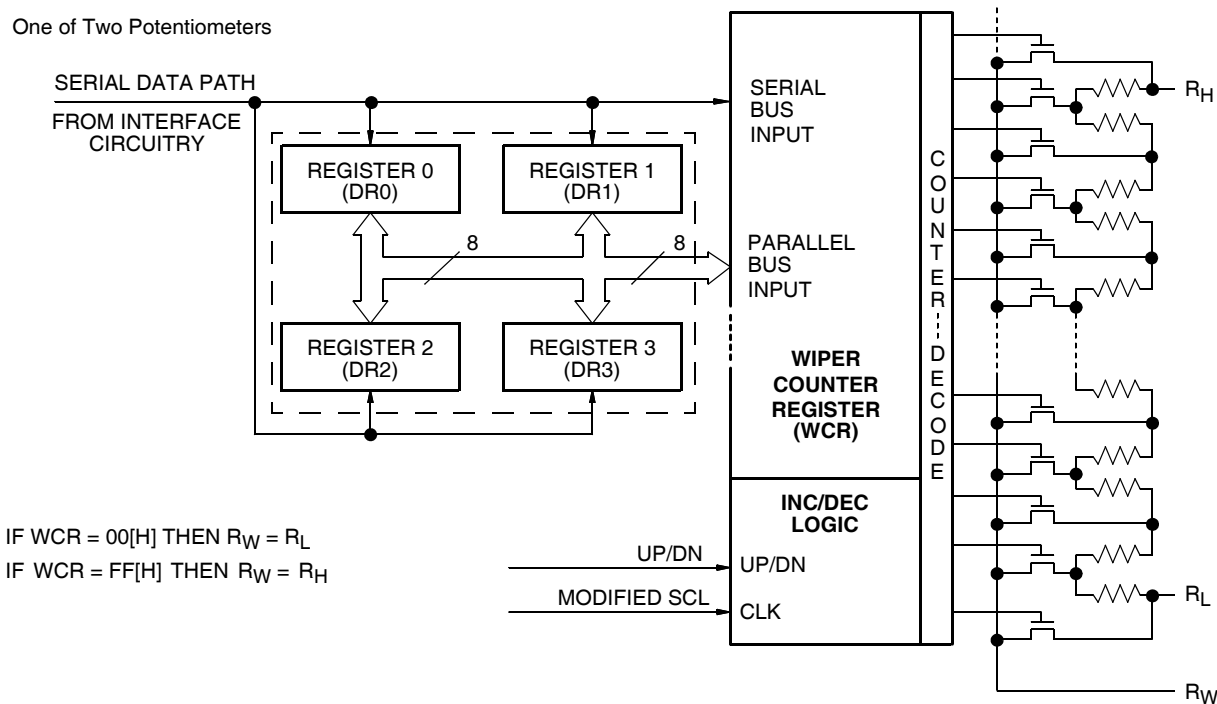 One of Two Potentiometers
SERIAL DATA PATH
FROM INTERFACE
CIRCUITRY
REGISTER 0
(DR0)
REGISTER 1
(DR1)
8
8
REGISTER 2
(DR2)
REGISTER 3
(DR3)
SERIAL
BUS
INPUT
PARALLEL
BUS
INPUT
WIPER
COUNTER
REGISTER
(WCR)
INC/DEC
LOGIC
UP/DN
UP/DN
MODIFIED SCL
CLK
COUNTER
DECODE
RH
RL
RW
IF WCR = 00[H] THEN RW = RL
IF WCR = FF[H] THEN RW = RH